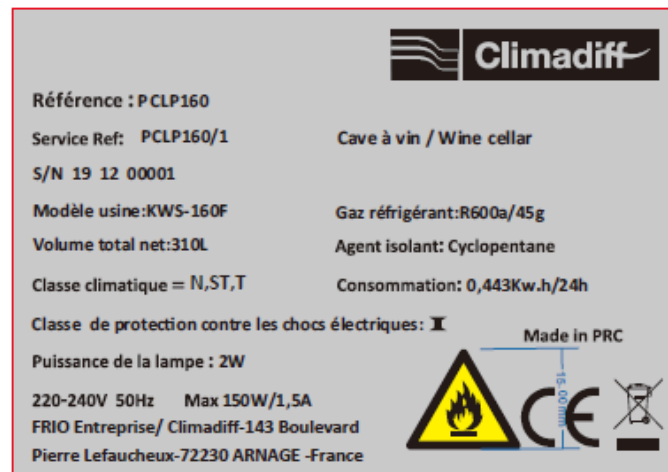 Climadiff
Référence : PCLP160
Service Ref: PCLP160/1 Cave à vin / Wine cellar
S/N 19 12 00001
Modèle usine:KWS-160F Gaz réfrigérant:R600a/45g
Volume total net:310L Agent isolant: Cyclopentane
Classe climatique = N,ST,T Consommation: 0,443Kw.h/24h
Classe de protection contre les chocs électriques: I
Made in PRC
Puissance de la lampe : 2W
15.00mm
CE
220-240V 50Hz Max 150W/1,5A
FRIO Entreprise/ Climadiff-143 Boulevard
Pierre Lefaucheux-72230 ARNAGE -France